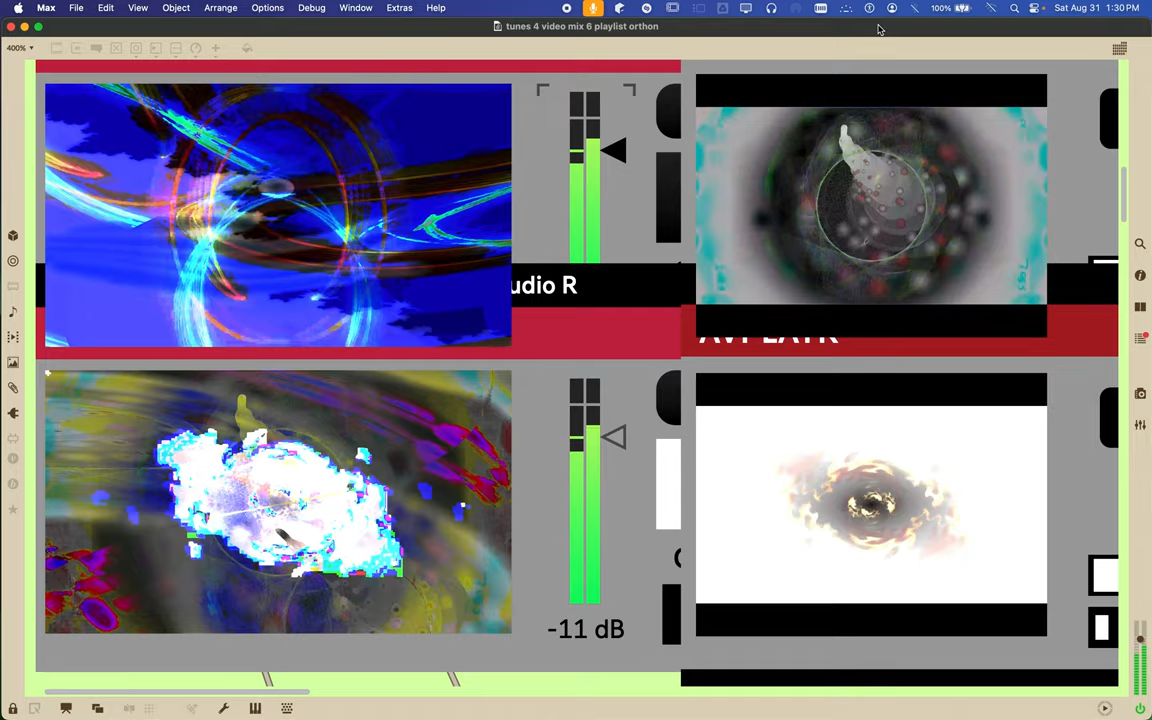 Max File Edit View Object Arrange Options Debug Window Extras Help 100% Sat Aug 31 1:30 PM
tunes 4 video mix 6 playlist orthon
400%
udio R
-11 dB